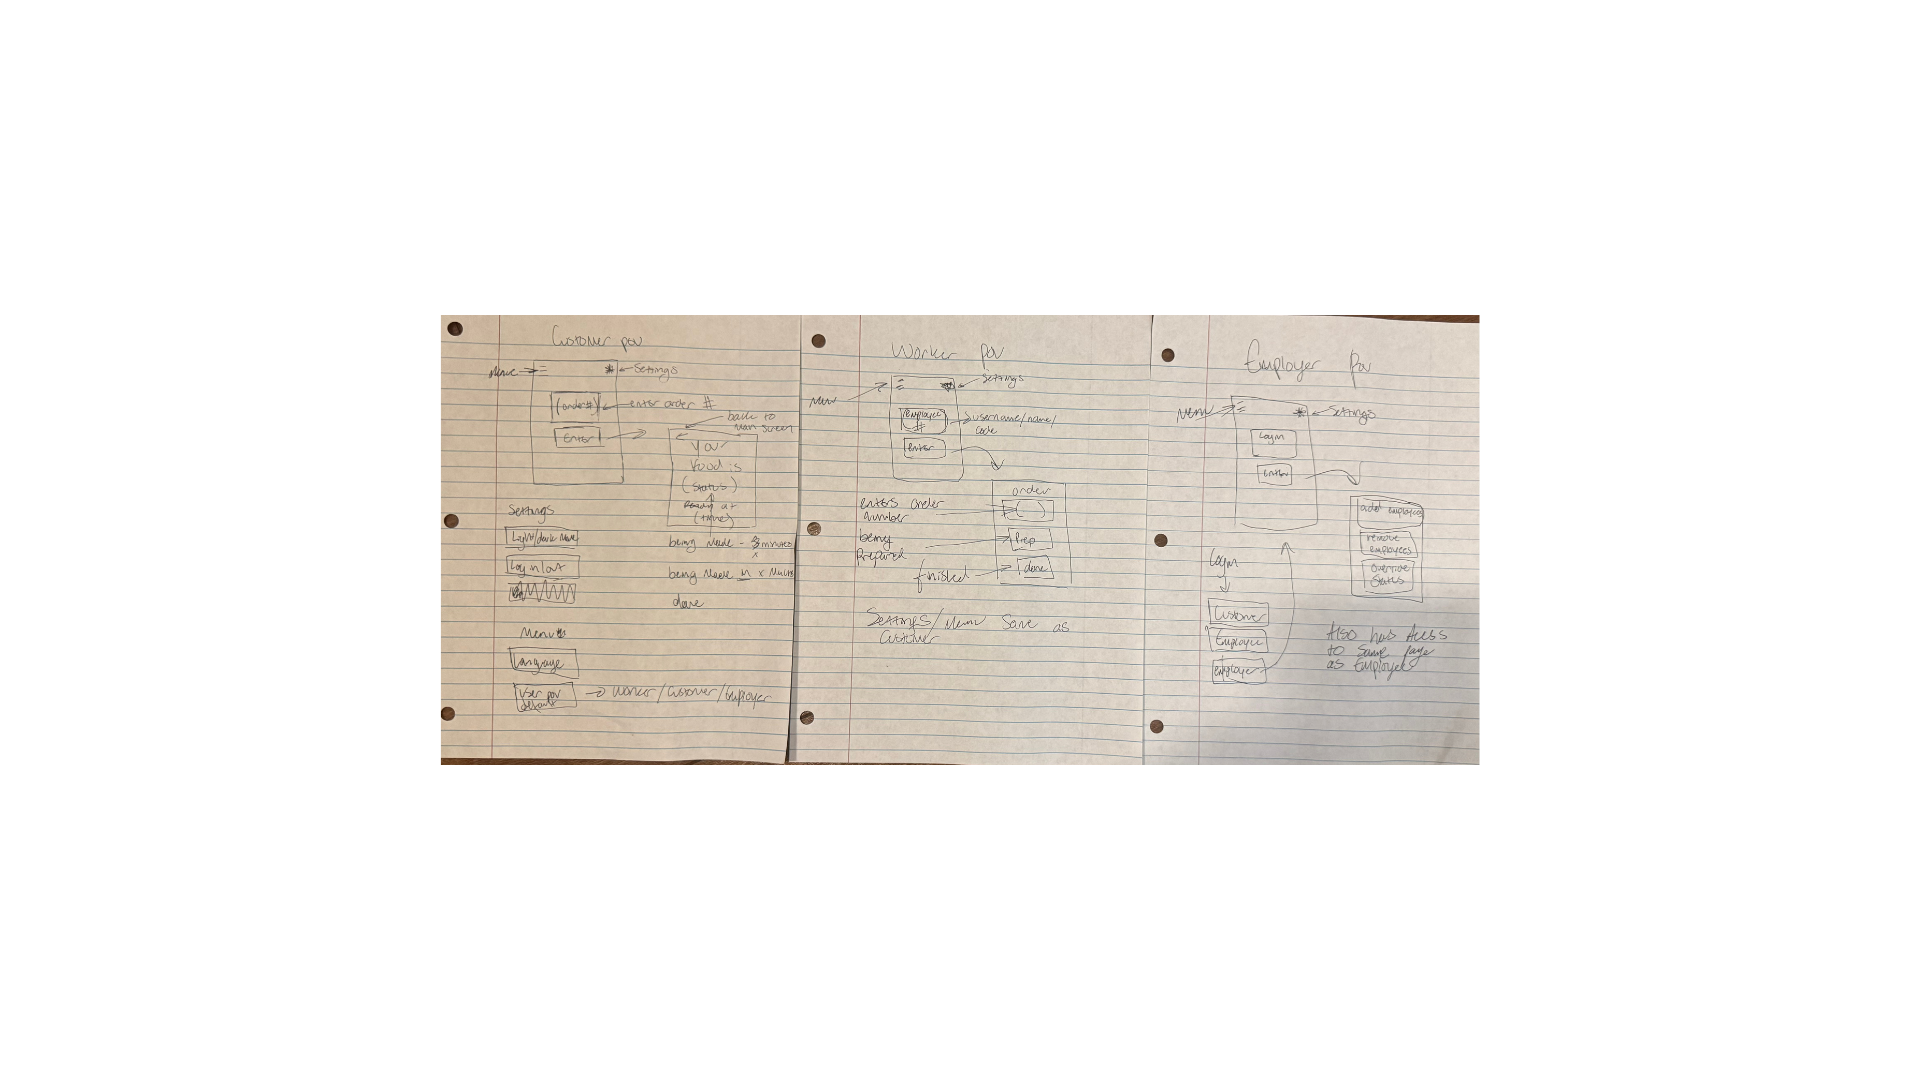 Customer pov
Menu
Settings
(order#)
enter order #
Enter
back to
main screen
Your
Food is
(status)
Ready at
(time)
Settings
Light/dark Mode
Log in/out
being Made - 3 minutes
x
being Made in x Minutes
done
Menu
Language
User pov
default
Worker/Customer/Employer
Worker pov
Menu
Settings
employee
#
username/name/
code
enter
order
enters order
number
( )
being
Prepared
Prep
finished
done
Settings/Menu Same as
Customer
Employer Pov
Menu
Settings
Login
enter
add employees
remove
employees
override
Status
Login
Customer
Employee
employer
Also has Acess
to same page
as Employees